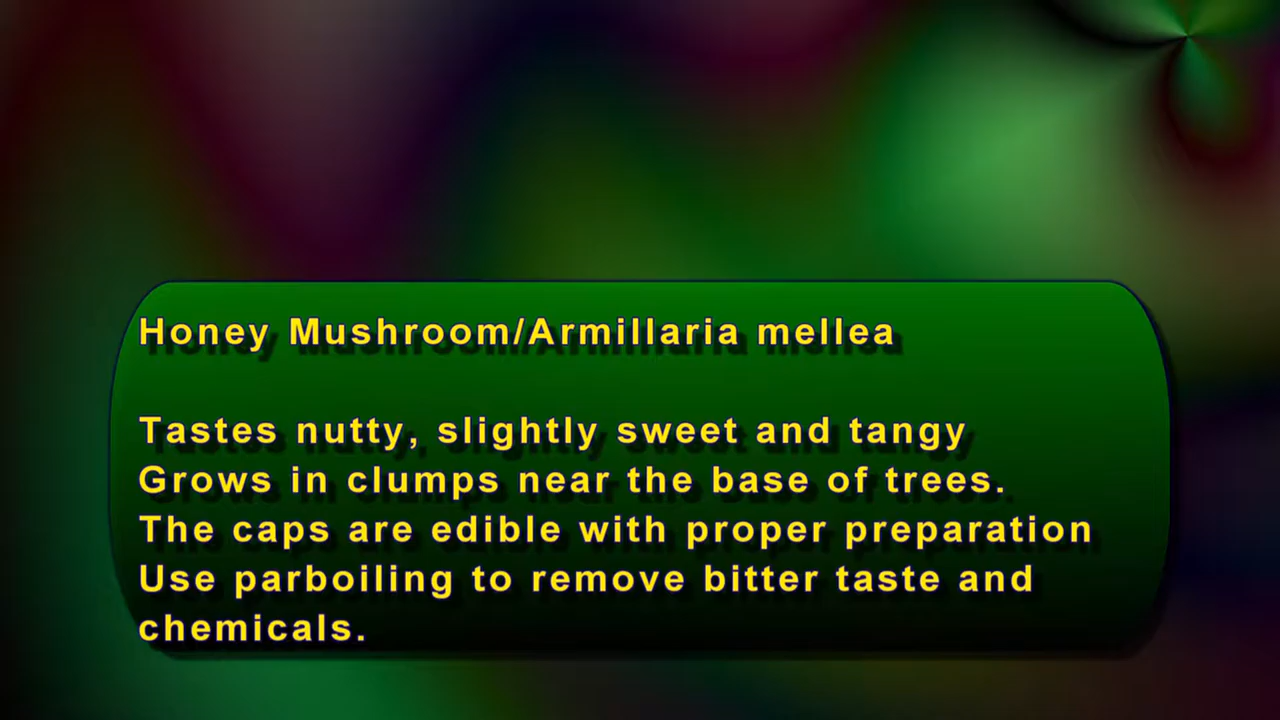 Honey Mushroom/Armillaria mellea
Tastes nutty, slightly sweet and tangy
Grows in clumps near the base of trees.
The caps are edible with proper preparation
Use parboiling to remove bitter taste and
chemicals.